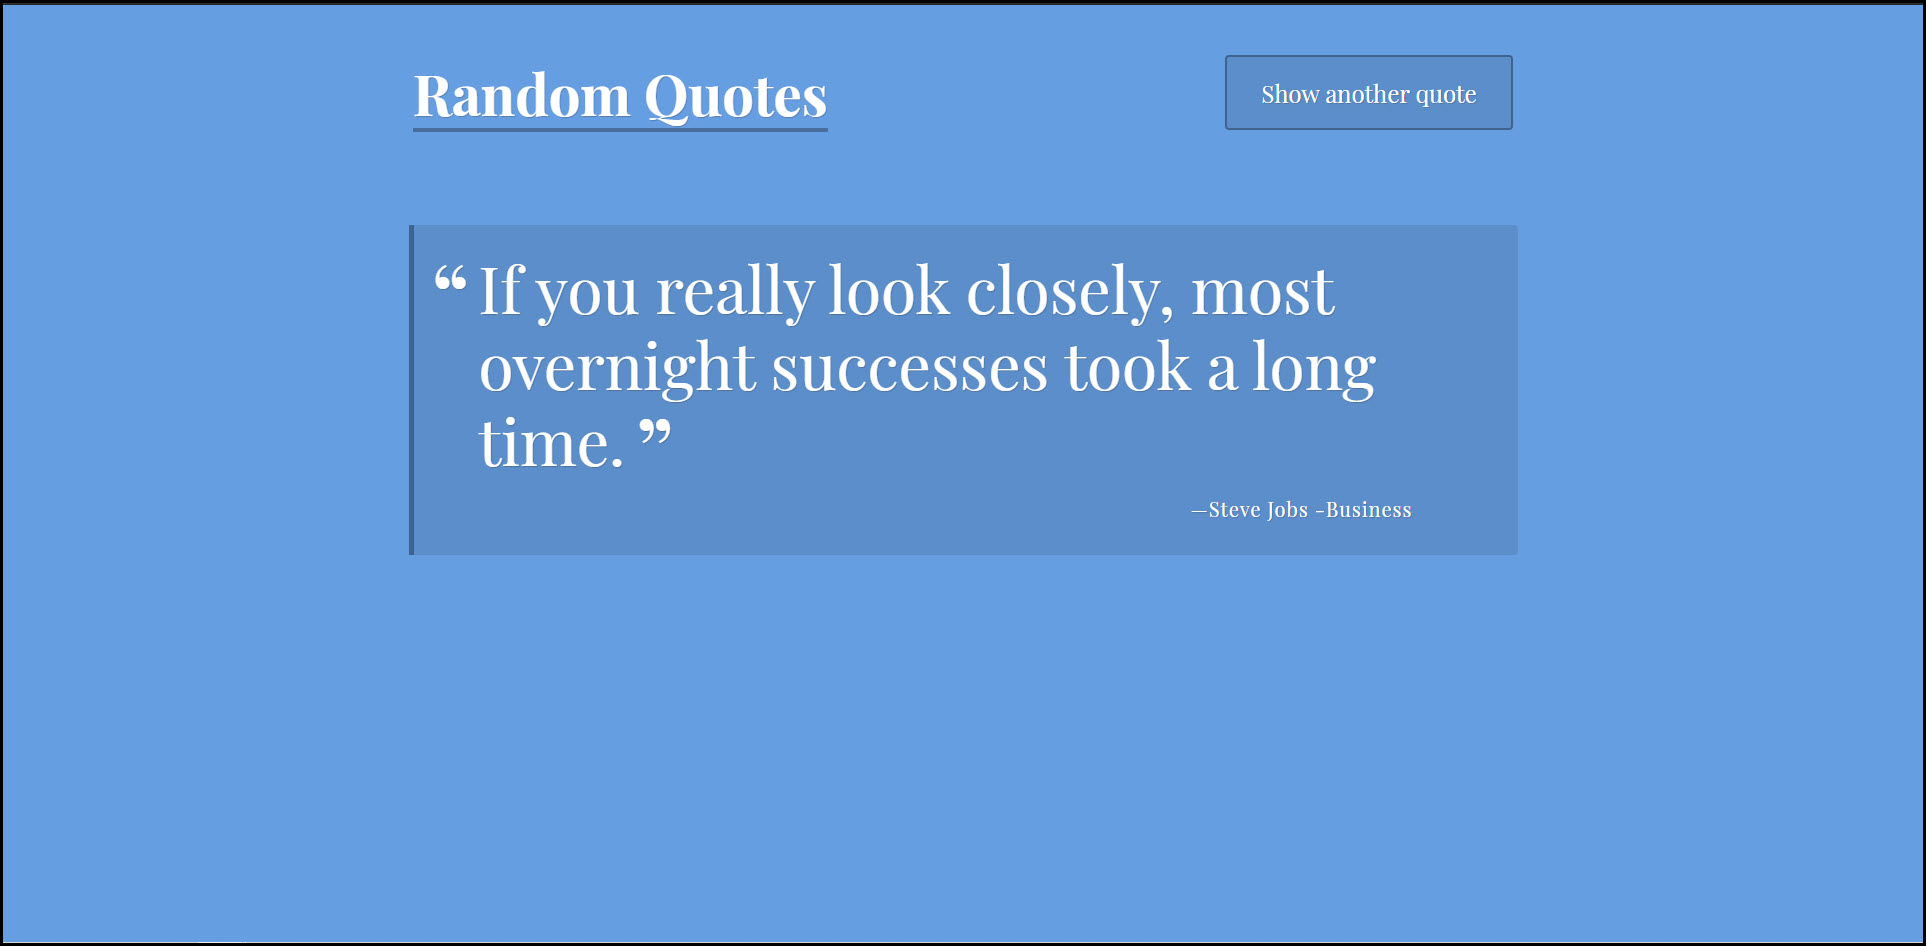 Random Quotes
Show another quote
“ If you really look closely, most
overnight successes took a long
time. ”
—Steve Jobs -Business